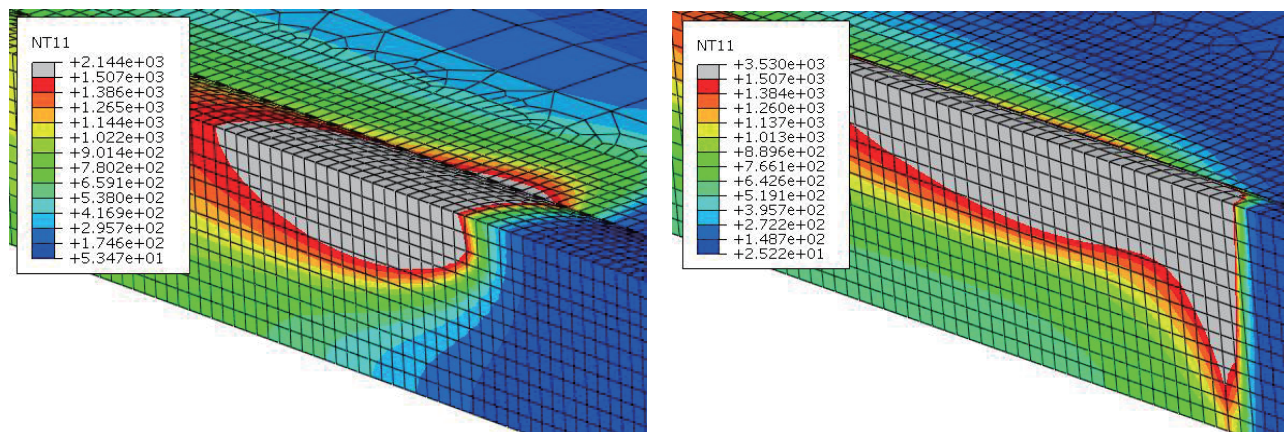 NT11
+2.144e+03
+1.507e+03
+1.386e+03
+1.265e+03
+1.144e+03
+1.022e+03
+9.014e+02
+7.802e+02
+6.591e+02
+5.380e+02
+4.169e+02
+2.957e+02
+1.746e+02
+5.347e+01
NT11
+3.530e+03
+1.507e+03
+1.384e+03
+1.260e+03
+1.137e+03
+1.013e+03
+8.896e+02
+7.661e+02
+6.426e+02
+5.191e+02
+3.957e+02
+2.722e+02
+1.487e+02
+2.522e+01